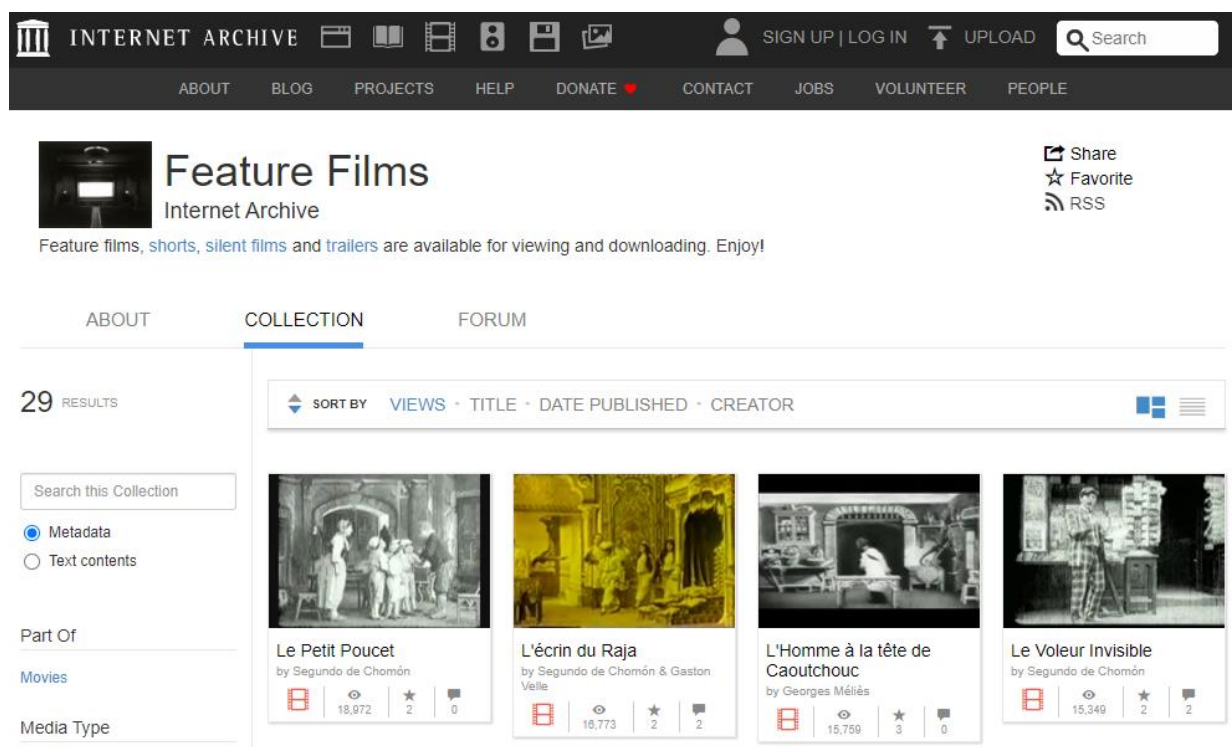 INTERNET ARCHIVE SIGN UP | LOG IN UPLOAD Search
ABOUT BLOG PROJECTS HELP DONATE CONTACT JOBS VOLUNTEER PEOPLE
Feature Films
Internet Archive
Feature films, shorts, silent films and trailers are available for viewing and downloading. Enjoy!
Share
Favorite
RSS
ABOUT COLLECTION FORUM
29 RESULTS
SORT BY VIEWS · TITLE · DATE PUBLISHED · CREATOR
Search this Collection
Metadata
Text contents
Part Of
Movies
Media Type
Le Petit Poucet
by Segundo de Chomón
18,972 2 0
L'écrin du Raja
by Segundo de Chomón & Gaston
Velle
16,773 2 2
L'Homme à la tête de
Caoutchouc
by Georges Méliès
15,759 3 0
Le Voleur Invisible
by Segundo de Chomón
15,349 2 2